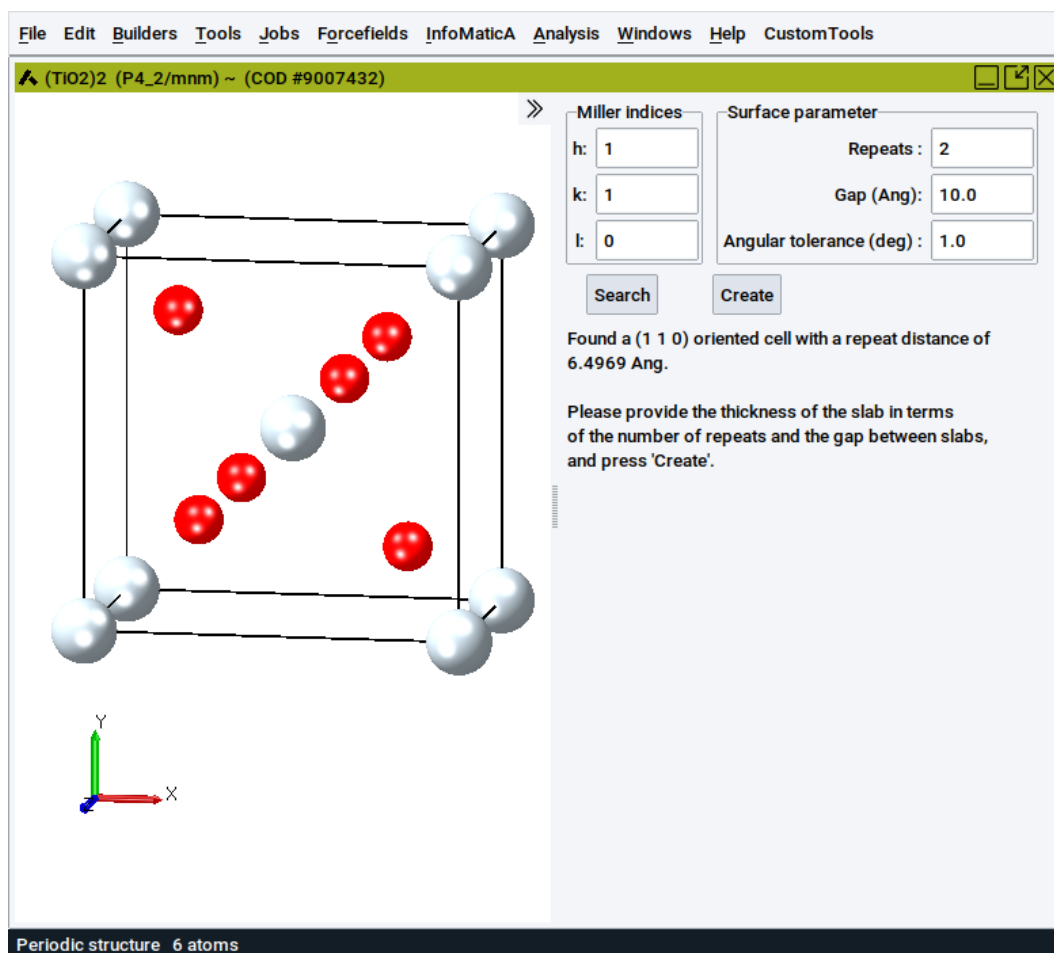 File Edit Builders Tools Jobs Forcefields InfoMaticA Analysis Windows Help CustomTools
(TiO2)2 (P4_2/mnm) ~ (COD #9007432)
Miller indices
h: 1
k: 1
l: 0
Surface parameter
Repeats : 2
Gap (Ang): 10.0
Angular tolerance (deg) : 1.0
Search Create
Found a (1 1 0) oriented cell with a repeat distance of
6.4969 Ang.
Please provide the thickness of the slab in terms
of the number of repeats and the gap between slabs,
and press 'Create'.
Y
X
Z
Periodic structure 6 atoms